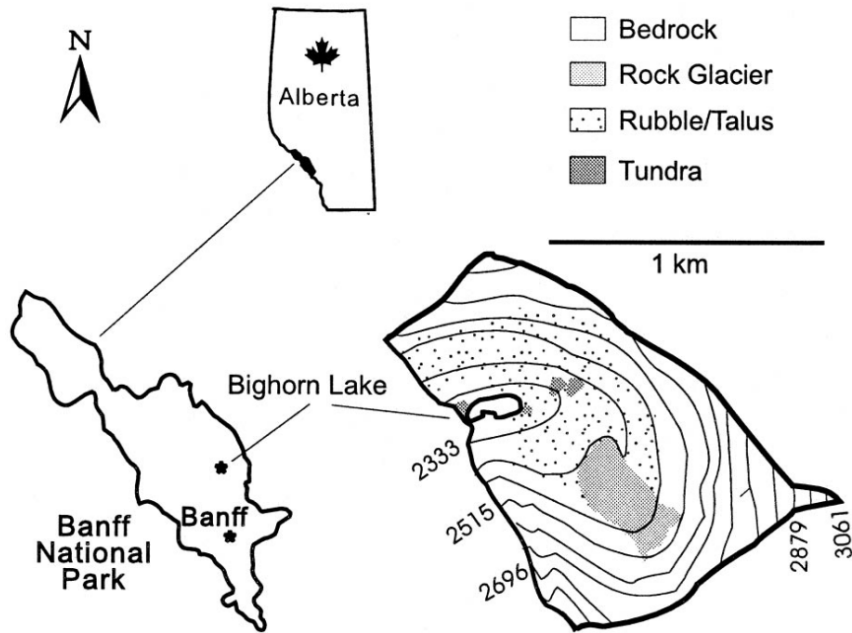 N
Alberta
Bedrock
Rock Glacier
Rubble/Talus
Tundra
1 km
Bighorn Lake
Banff
Banff
National
Park
2333
2515
2696
2879
3061